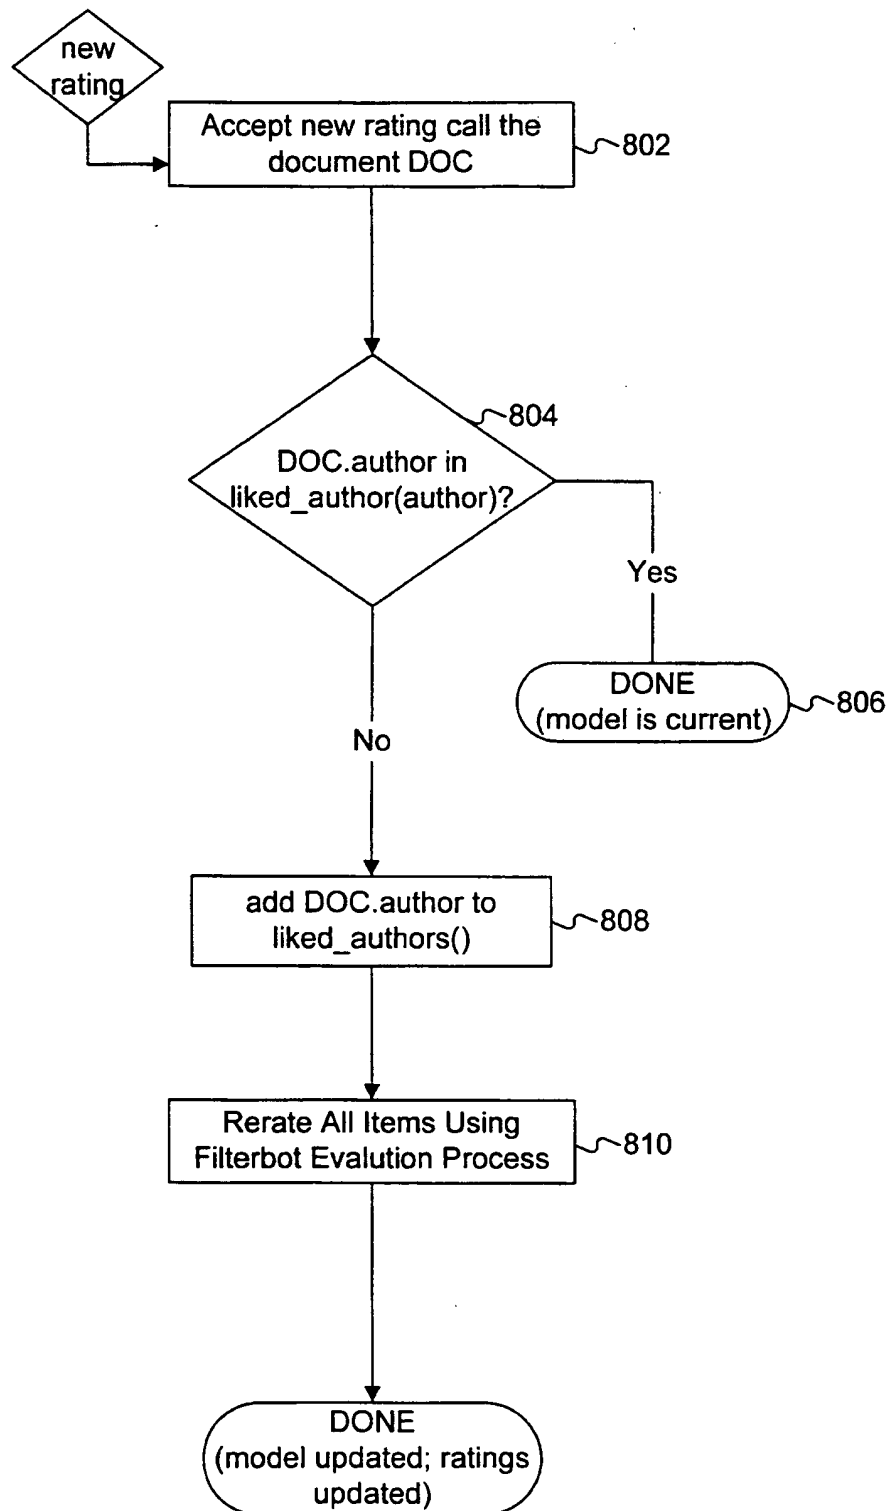 new
rating
Accept new rating call the
document DOC
802
804
DOC.author in
liked_author(author)?
Yes
DONE
(model is current)
806
No
add DOC.author to
liked_authors()
808
Rerate All Items Using
Filterbot Evalution Process
810
DONE
(model updated; ratings
updated)